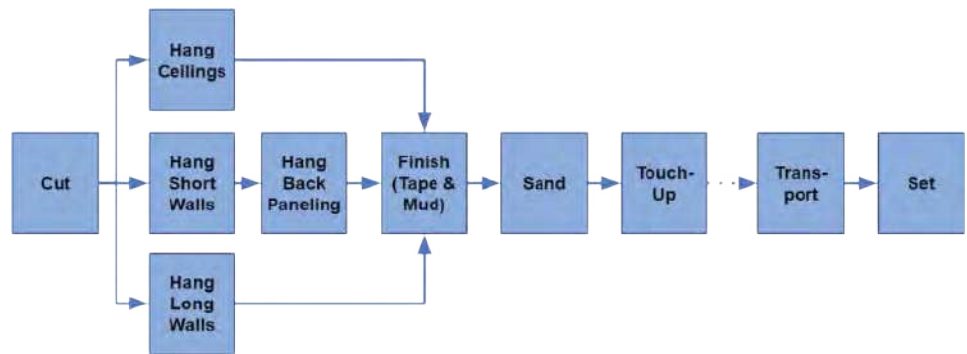 Hang
Ceilings
Cut
Hang
Short
Walls
Hang
Back
Paneling
Finish
(Tape &
Mud)
Sand
Touch-
Up
Trans-
port
Set
Hang
Long
Walls